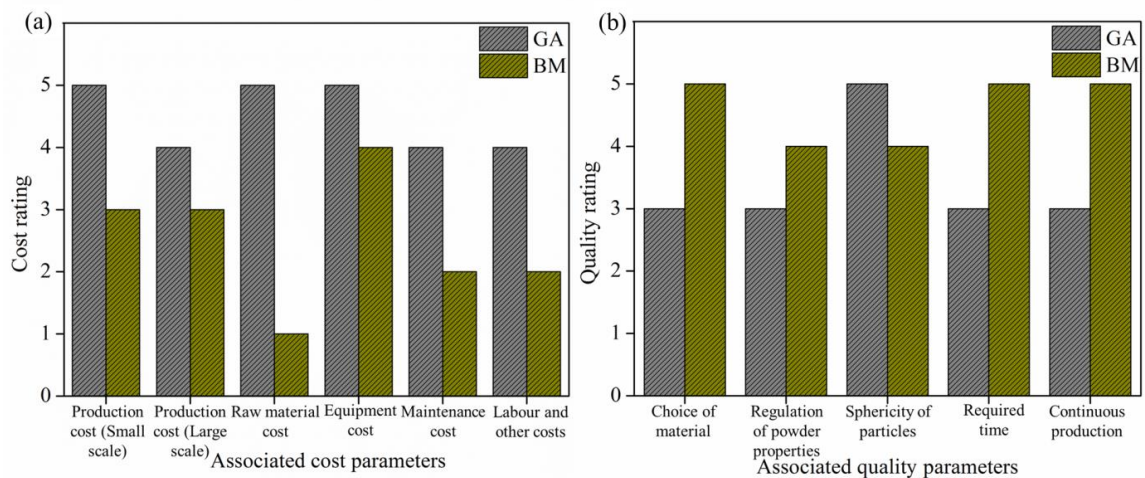 (a)
GA
BM
Cost rating
5
4
3
2
1
0
Production
cost (Small
scale)
Production
cost (Large
scale)
Raw material
cost
Equipment
cost
Maintenance
cost
Labour and
other costs
Associated cost parameters
(b)
GA
BM
Quality rating
5
4
3
2
1
0
Choice of
material
Regulation
of powder
properties
Sphericity of
particles
Required
time
Continuous
production
Associated quality parameters